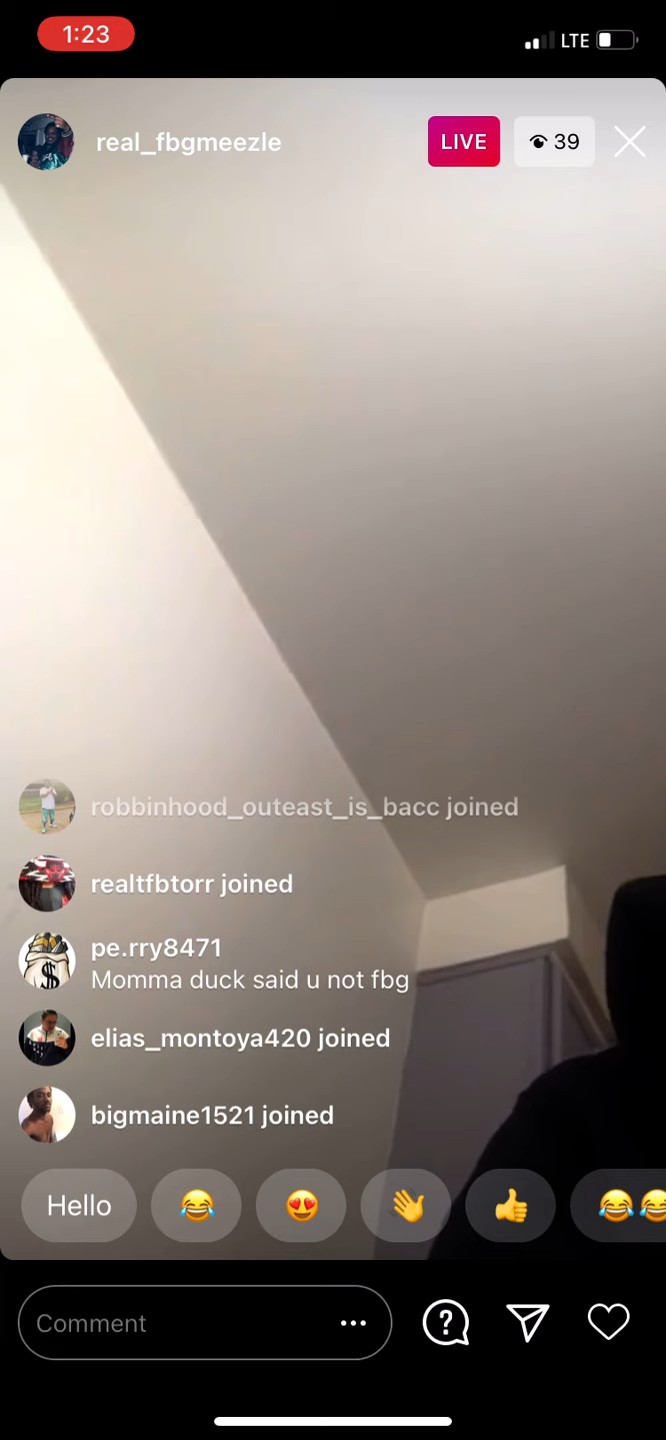 1:23
LTE
real_fbgmeezle
LIVE
39
robbinhood_outeast_is_bacc joined
realtfbtorr joined
pe.rry8471
Momma duck said u not fbg
elias_montoya420 joined
bigmaine1521 joined
Hello
Comment